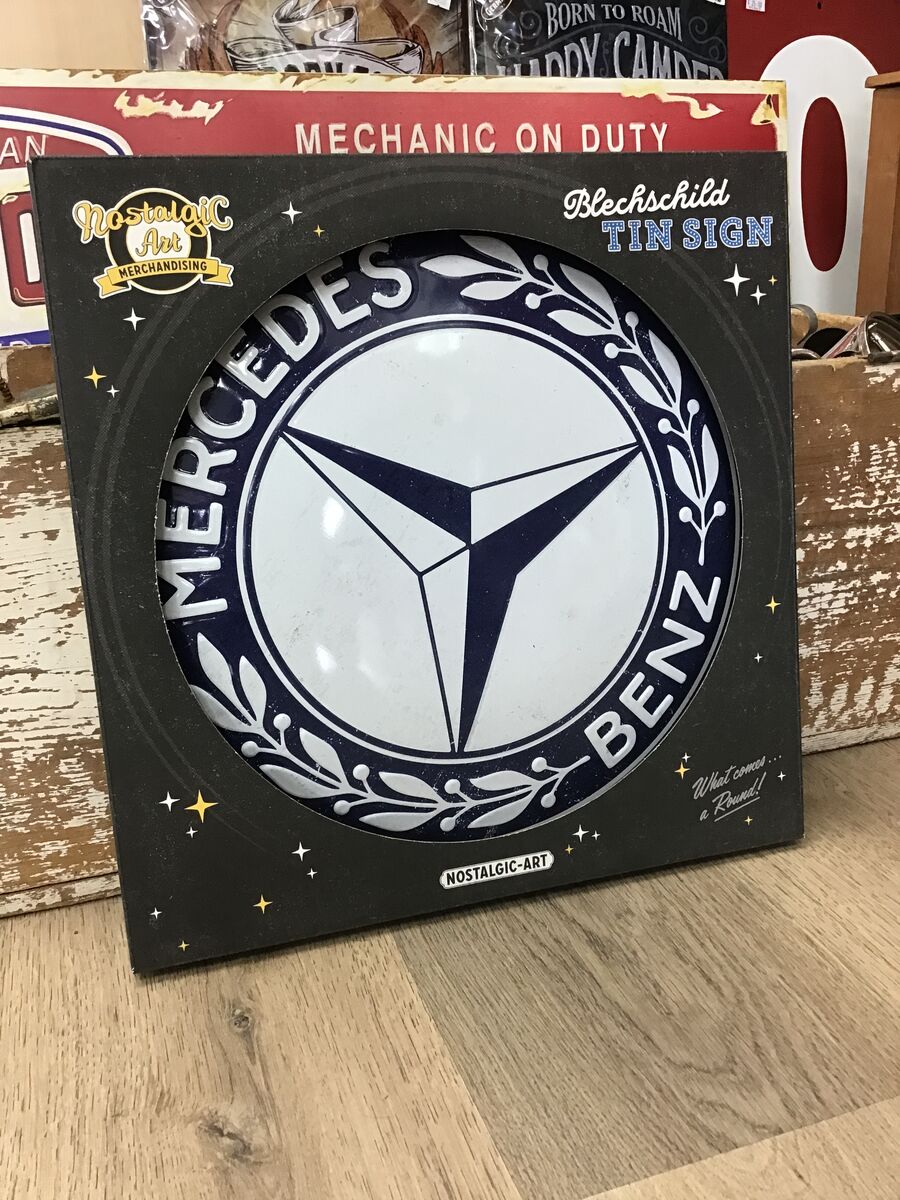 BORN TO ROAM
HAPPY CAMPER
MECHANIC ON DUTY
Nostalgic
Art
MERCHANDISING
Blechschild
TIN SIGN
MERCEDES
BENZ
What comes...
a Round!
NOSTALGIC-ART